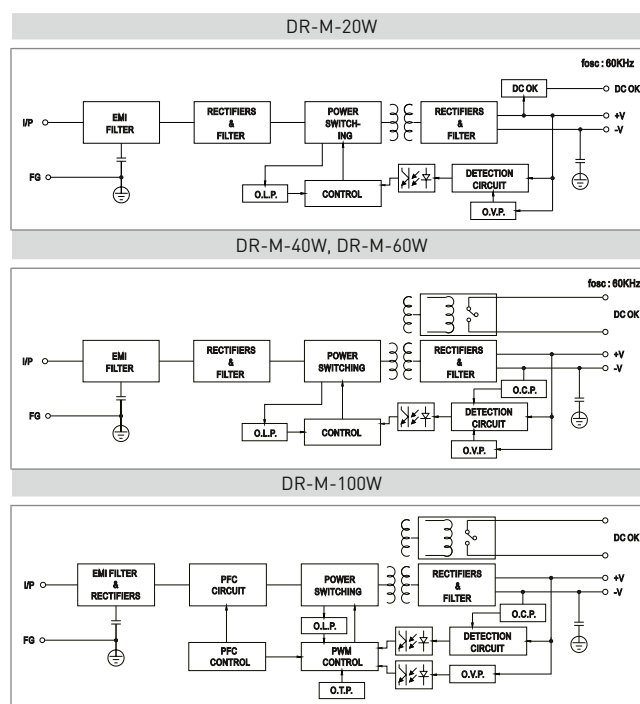 DR-M-20W
fosc : 60KHz
DC OK
DC OK
I/P
EMI
FILTER
RECTIFIERS
&
FILTER
POWER
SWITCH-
ING
RECTIFIERS
&
FILTER
+V
-V
FG
O.L.P.
CONTROL
DETECTION
CIRCUIT
O.V.P.
DR-M-40W, DR-M-60W
fosc : 60KHz
DC OK
I/P
EMI
FILTER
RECTIFIERS
&
FILTER
POWER
SWITCHING
RECTIFIERS
&
FILTER
+V
-V
O.C.P.
FG
O.L.P.
CONTROL
DETECTION
CIRCUIT
O.V.P.
DR-M-100W
DC OK
I/P
EMI FILTER
&
RECTIFIERS
PFC
CIRCUIT
POWER
SWITCHING
RECTIFIERS
&
FILTER
+V
-V
O.C.P.
O.L.P.
FG
PFC
CONTROL
PWM
CONTROL
DETECTION
CIRCUIT
O.V.P.
O.T.P.